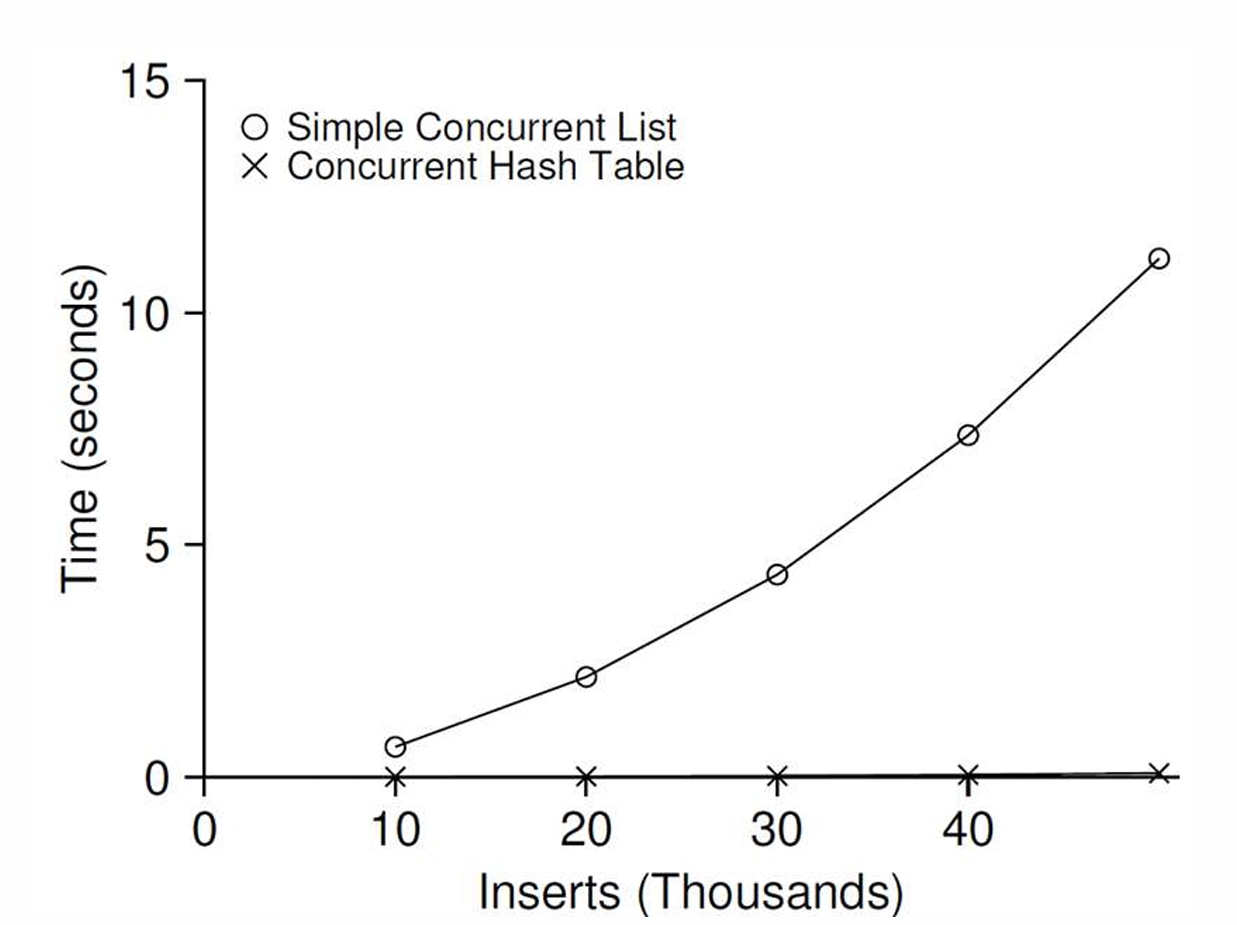 15
Simple Concurrent List
Concurrent Hash Table
10
5
0
Time (seconds)
0 10 20 30 40
Inserts (Thousands)